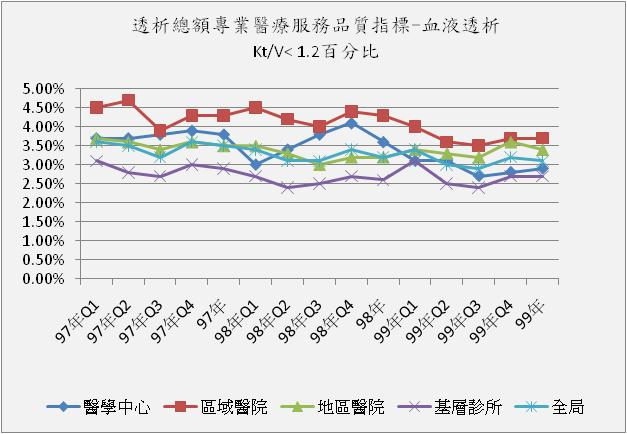 透析總額專業醫療服務品質指標-血液透析
Kt/V< 1.2百分比
5.00%
4.50%
4.00%
3.50%
3.00%
2.50%
2.00%
1.50%
1.00%
0.50%
0.00%
97年Q1
97年Q2
97年Q3
97年Q4
97年
98年Q1
98年Q2
98年Q3
98年Q4
98年
99年Q1
99年Q2
99年Q3
99年Q4
99年
醫學中心 區域醫院 地區醫院 基層診所 全局